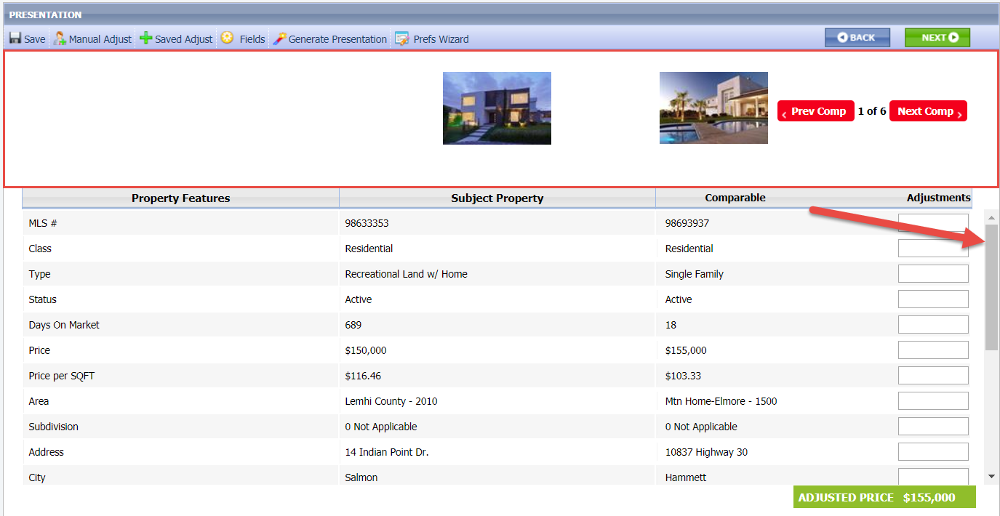 PRESENTATION
Save Manual Adjust Saved Adjust Fields Generate Presentation Prefs Wizard BACK NEXT
Prev Comp 1 of 6 Next Comp
Property Features Subject Property Comparable Adjustments
MLS # 98633353 98693937
Class Residential Residential
Type Recreational Land w/ Home Single Family
Status Active Active
Days On Market 689 18
Price $150,000 $155,000
Price per SQFT $116.46 $103.33
Area Lemhi County - 2010 Mtn Home-Elmore - 1500
Subdivision 0 Not Applicable 0 Not Applicable
Address 14 Indian Point Dr. 10837 Highway 30
City Salmon Hammett
ADJUSTED PRICE $155,000